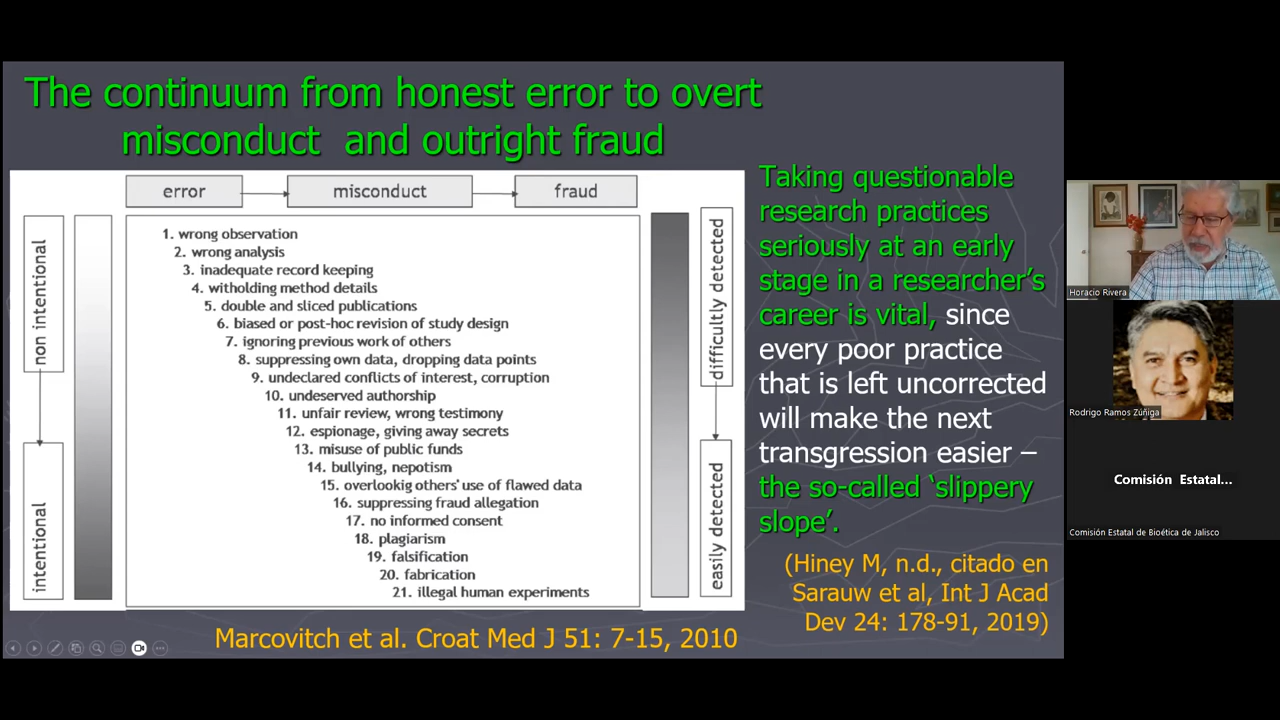 The continuum from honest error to overt
misconduct and outright fraud
error
misconduct
fraud
non intentional
intentional
1. wrong observation
2. wrong analysis
3. inadequate record keeping
4. witholding method details
5. double and sliced publications
6. biased or post-hoc revision of study design
7. ignoring previous work of others
8. suppressing own data, dropping data points
9. undeclared conflicts of interest, corruption
10. undeserved authorship
11. unfair review, wrong testimony
12. espionage, giving away secrets
13. misuse of public funds
14. bullying, nepotism
15. overlookig others' use of flawed data
16. suppressing fraud allegation
17. no informed consent
18. plagiarism
19. falsification
20. fabrication
21. illegal human experiments
difficultly detected
easily detected
Marcovitch et al. Croat Med J 51: 7-15, 2010
Taking questionable
research practices
seriously at an early
stage in a researcher's
career is vital, since
every poor practice
that is left uncorrected
will make the next
transgression easier –
the so-called ‘slippery
slope’.
(Hiney M, n.d., citado en
Sarauw et al, Int J Acad
Dev 24: 178-91, 2019)
Horacio Rivera
Rodrigo Ramos Zúñiga
Comisión Estatal...
Comisión Estatal de Bioética de Jalisco